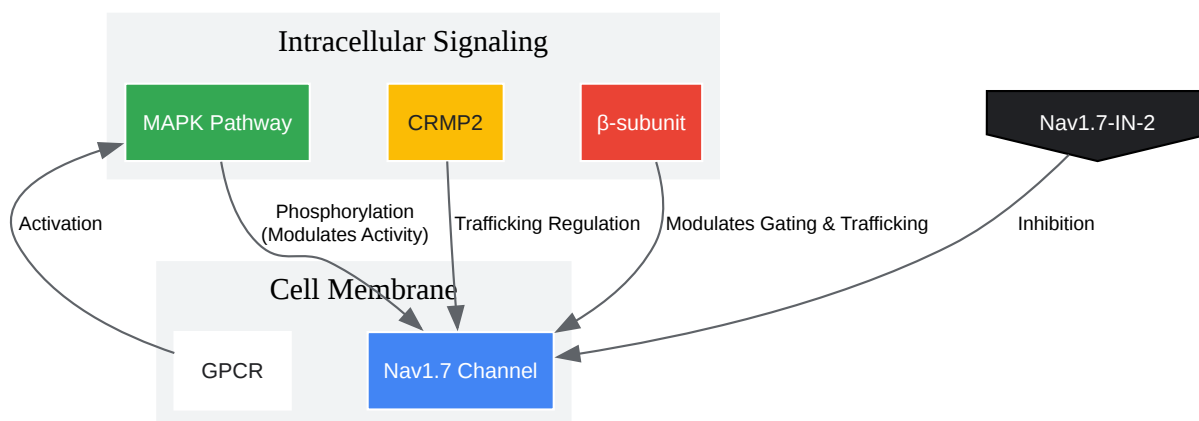 Intracellular Signaling
MAPK Pathway
CRMP2
β-subunit
Nav1.7-IN-2
Activation
Phosphorylation
(Modulates Activity)
Trafficking Regulation
Modulates Gating & Trafficking
Inhibition
Cell Membrane
GPCR
Nav1.7 Channel